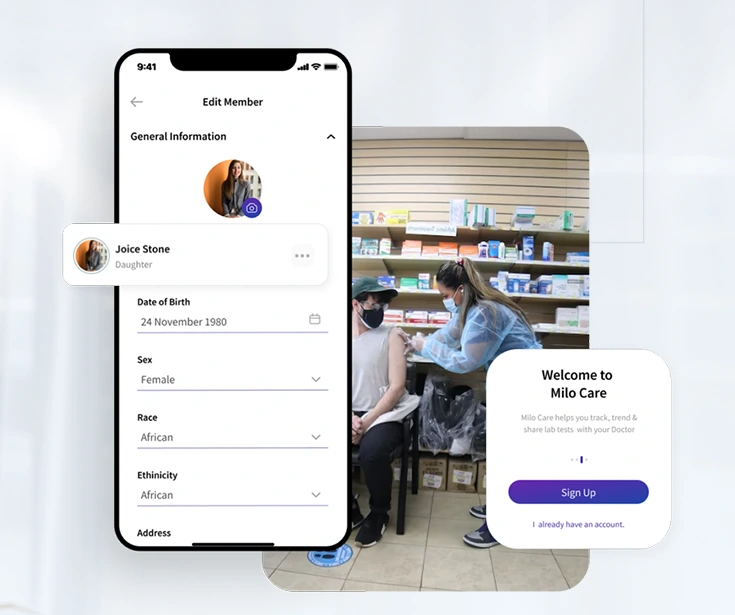 9:41
Edit Member
General Information
Joice Stone
Daughter
Date of Birth
24 November 1980
Sex
Female
Race
African
Ethinicity
African
Address
Welcome to
Milo Care
Milo Care helps you track, trend &
share lab tests with your Doctor
Sign Up
I already have an account.